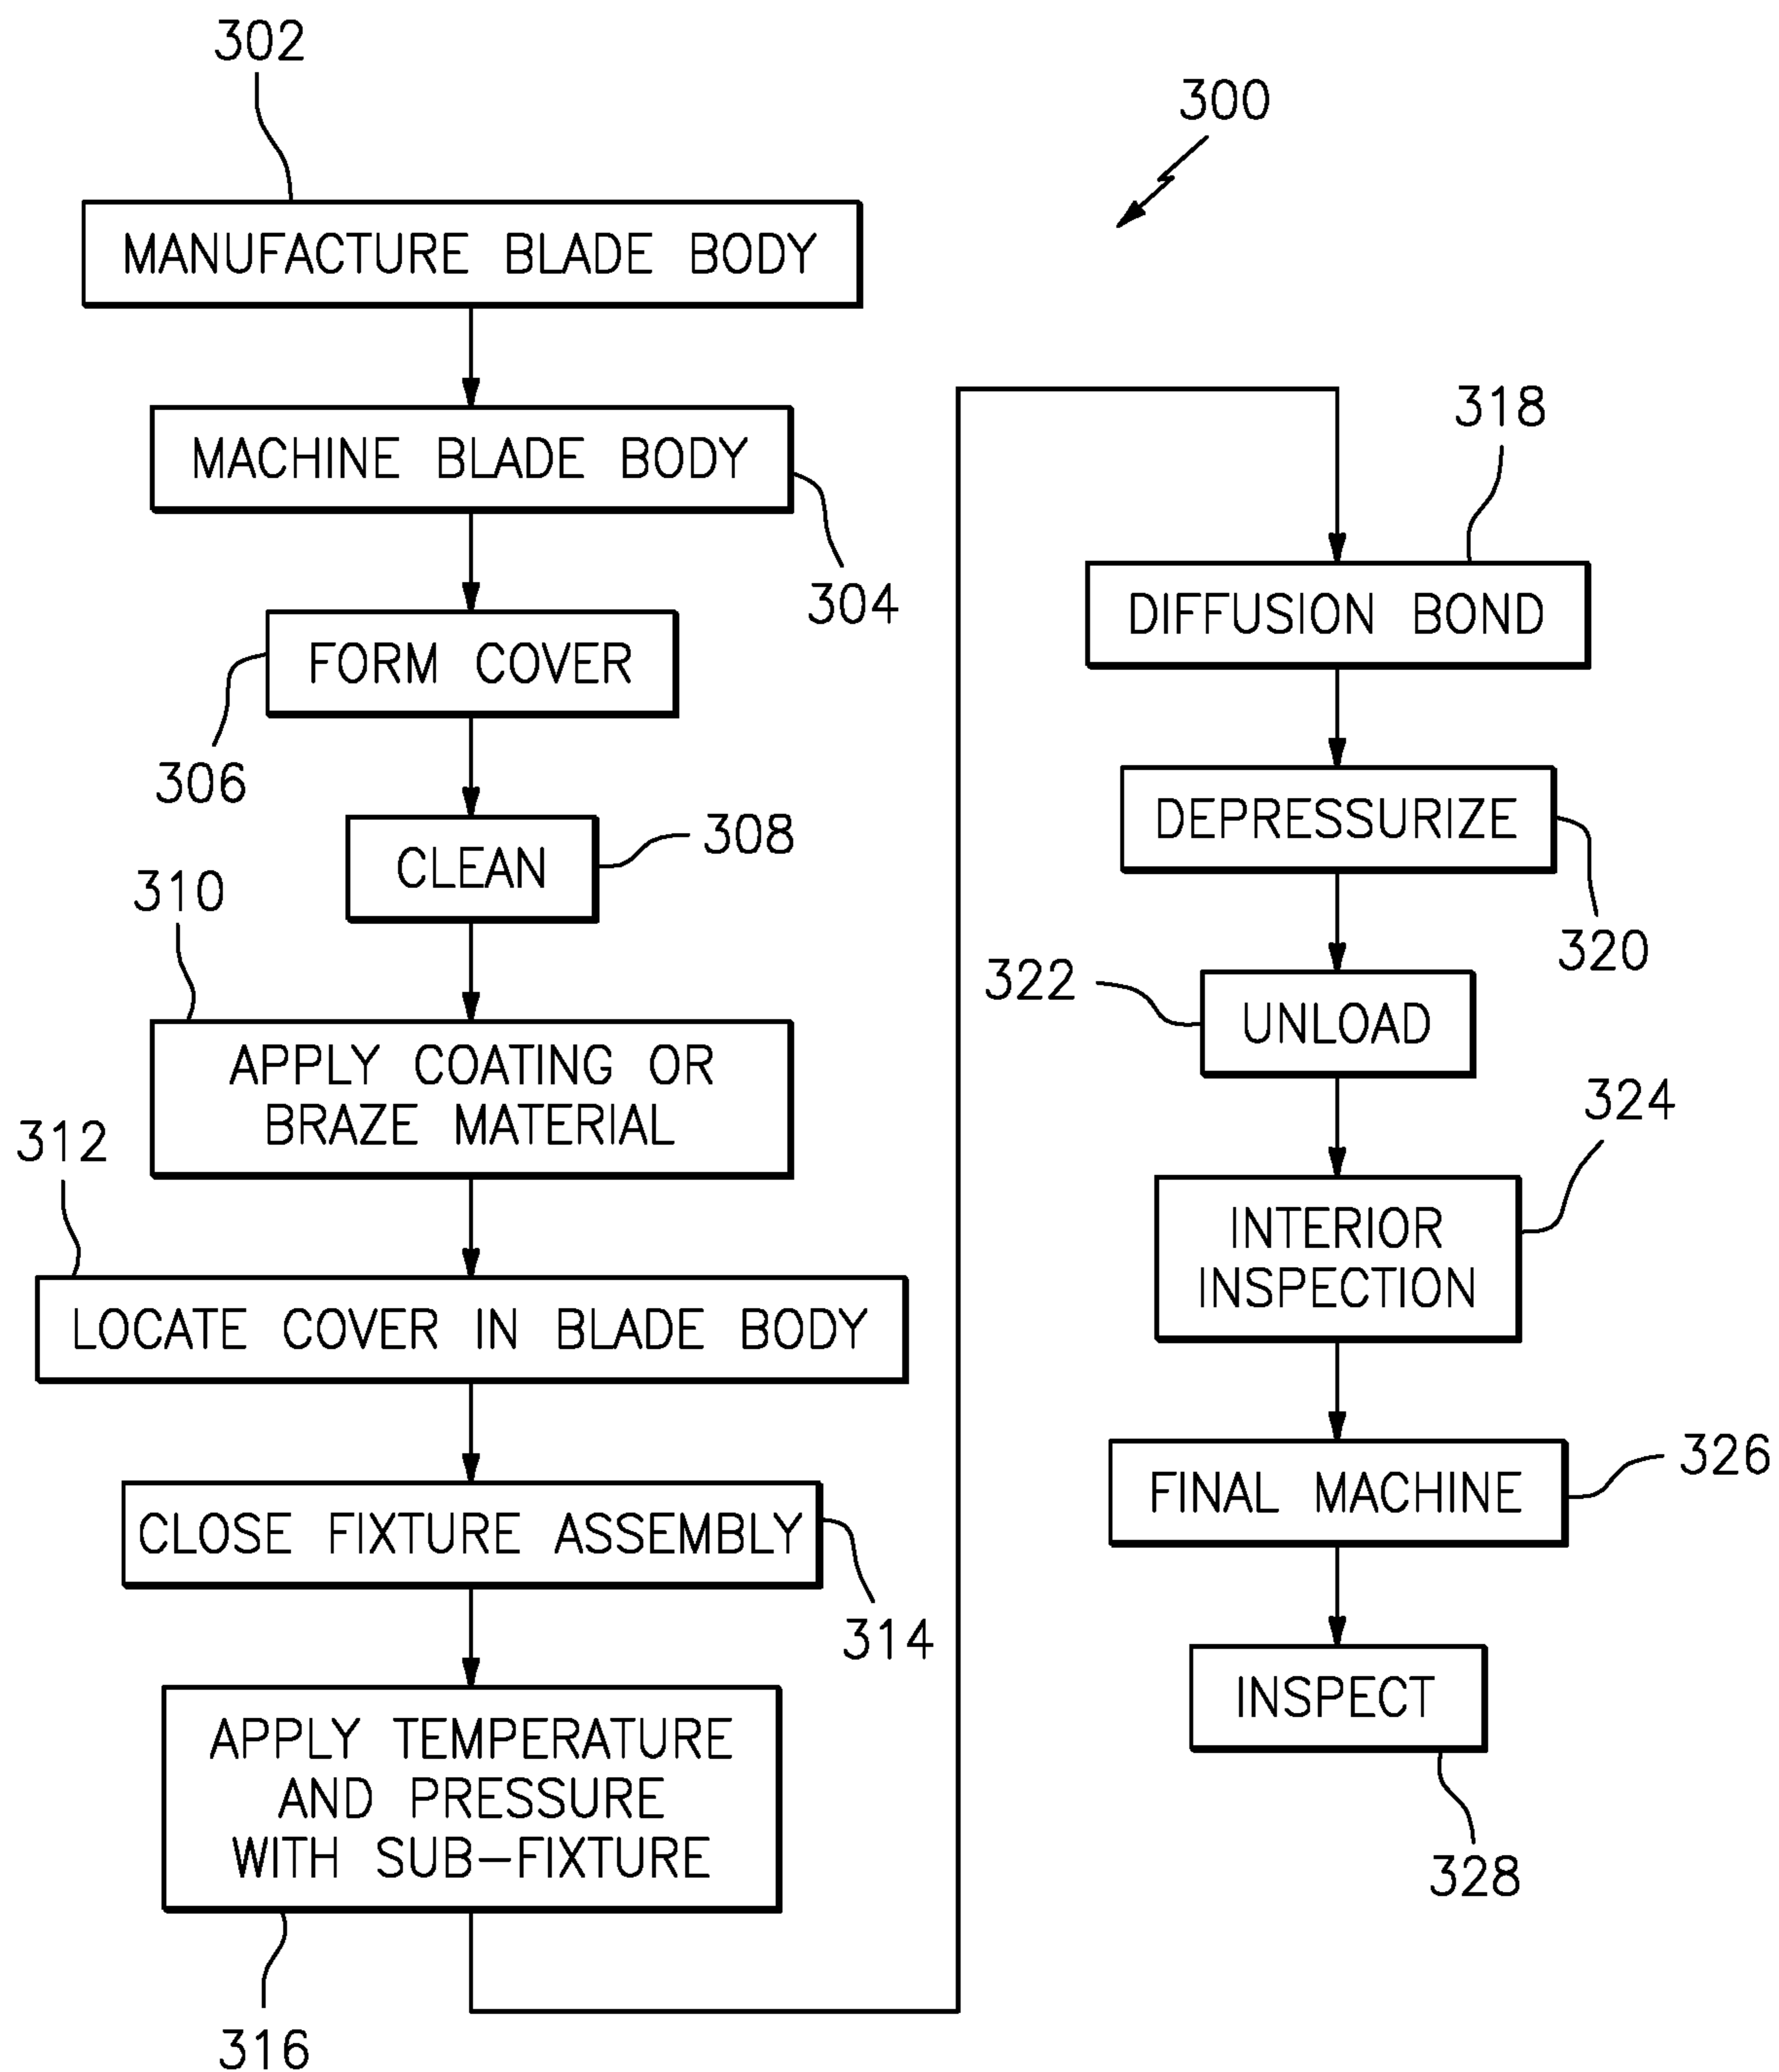 302
300
MANUFACTURE BLADE BODY
MACHINE BLADE BODY
304
FORM COVER
306
CLEAN
308
310
APPLY COATING OR
BRAZE MATERIAL
312
LOCATE COVER IN BLADE BODY
CLOSE FIXTURE ASSEMBLY
314
APPLY TEMPERATURE
AND PRESSURE
WITH SUB-FIXTURE
316
318
DIFFUSION BOND
DEPRESSURIZE
320
322
UNLOAD
324
INTERIOR
INSPECTION
326
FINAL MACHINE
INSPECT
328